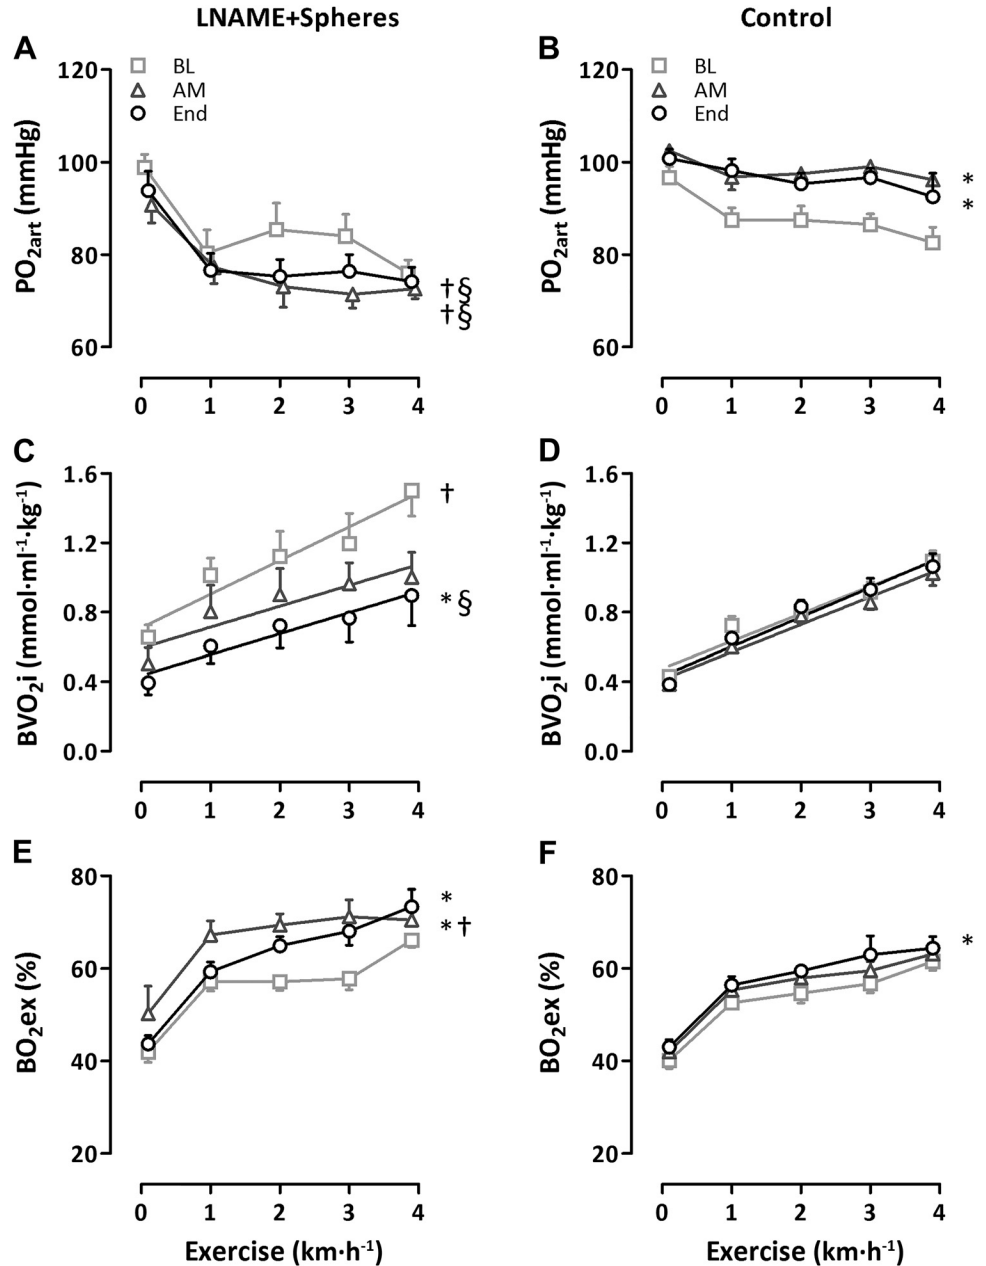 LNAME+Spheres
Control
A
B
BL
AM
End
BL
AM
End
PO2art (mmHg)
120
100
80
60
†§
†§
0 1 2 3 4
PO2art (mmHg)
120
100
80
60
*
*
0 1 2 3 4
C
D
BVO2i (mmol·ml-1·kg-1)
1.6
1.2
0.8
0.4
0.0
†
*§
0 1 2 3 4
BVO2i (mmol·ml-1·kg-1)
1.6
1.2
0.8
0.4
0.0
0 1 2 3 4
E
F
BO2ex (%)
80
60
40
20
*
*†
0 1 2 3 4
Exercise (km·h-1)
BO2ex (%)
80
60
40
20
*
0 1 2 3 4
Exercise (km·h-1)